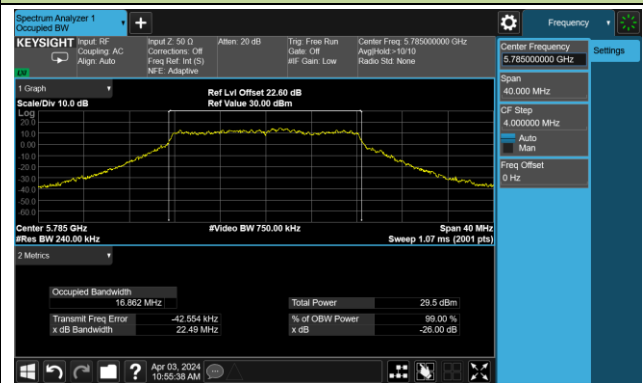 Spectrum Analyzer 1
Occupied BW
Frequency
KEYSIGHT
Input: RF
Coupling: AC
Align: Auto
Input Z: 50 Ω
Corrections: Off
Freq Ref: Int (S)
NFE: Adaptive
Atten: 20 dB
Trig: Free Run
Gate: Off
#IF Gain: Low
Center Freq: 5.785000000 GHz
Avg|Hold:>10/10
Radio Std: None
Center Frequency
5.785000000 GHz
Settings
Span
40.000 MHz
CF Step
4.000000 MHz
Auto
Man
Freq Offset
0 Hz
1 Graph
Scale/Div 10.0 dB
Ref Lvl Offset 22.60 dB
Ref Value 30.00 dBm
Log
20.0
10.0
0.00
-10.0
-20.0
-30.0
-40.0
-50.0
-60.0
Center 5.785 GHz
#Res BW 240.00 kHz
#Video BW 750.00 kHz
Span 40 MHz
Sweep 1.07 ms (2001 pts)
2 Metrics
Occupied Bandwidth
16.862 MHz
Total Power 29.5 dBm
Transmit Freq Error -42.554 kHz
% of OBW Power 99.00 %
x dB Bandwidth 22.49 MHz
x dB -26.00 dB
?
Apr 03, 2024
10:55:38 AM